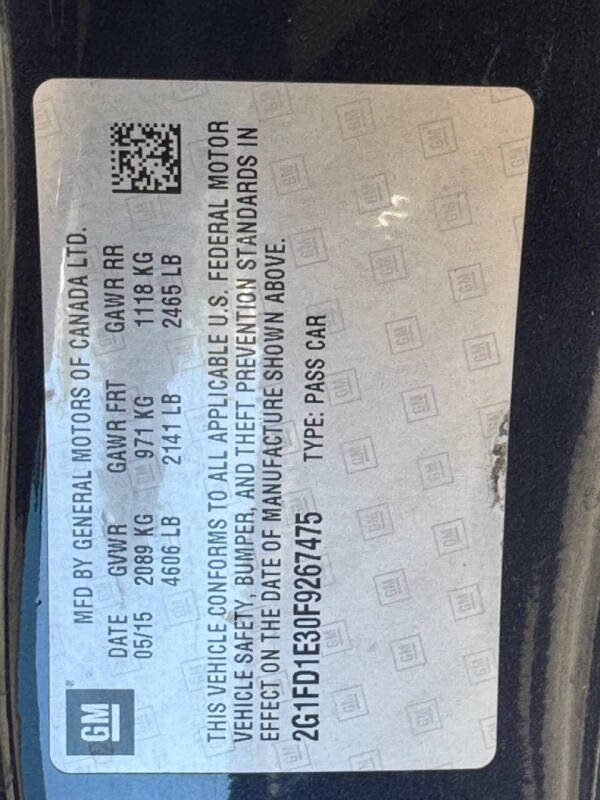 GM
MFD BY GENERAL MOTORS OF CANADA LTD.
DATE GVWR GAWR FRT GAWR RR
05/15 2089 KG 971 KG 1118 KG
4606 LB 2141 LB 2465 LB
THIS VEHICLE CONFORMS TO ALL APPLICABLE U.S. FEDERAL MOTOR
VEHICLE SAFETY, BUMPER, AND THEFT PREVENTION STANDARDS IN
EFFECT ON THE DATE OF MANUFACTURE SHOWN ABOVE.
2G1FD1E30F9267475 TYPE: PASS CAR